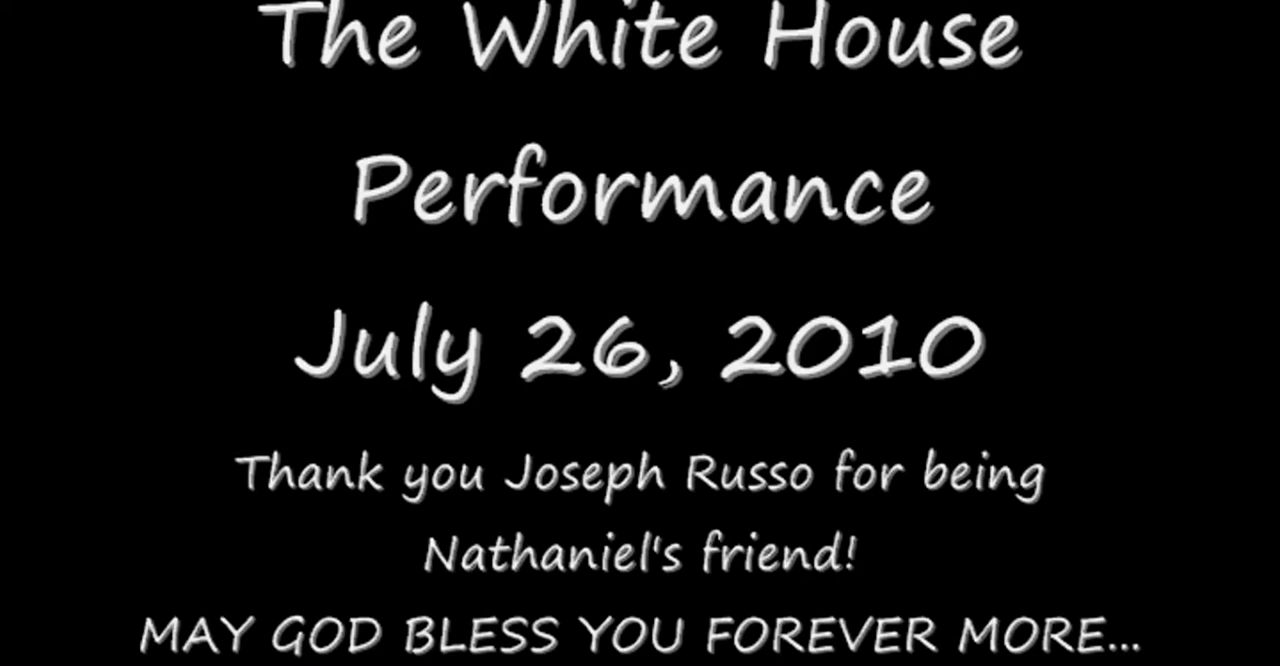 The White House
Performance
July 26, 2010
Thank you Joseph Russo for being
Nathaniel's friend!
MAY GOD BLESS YOU FOREVER MORE...